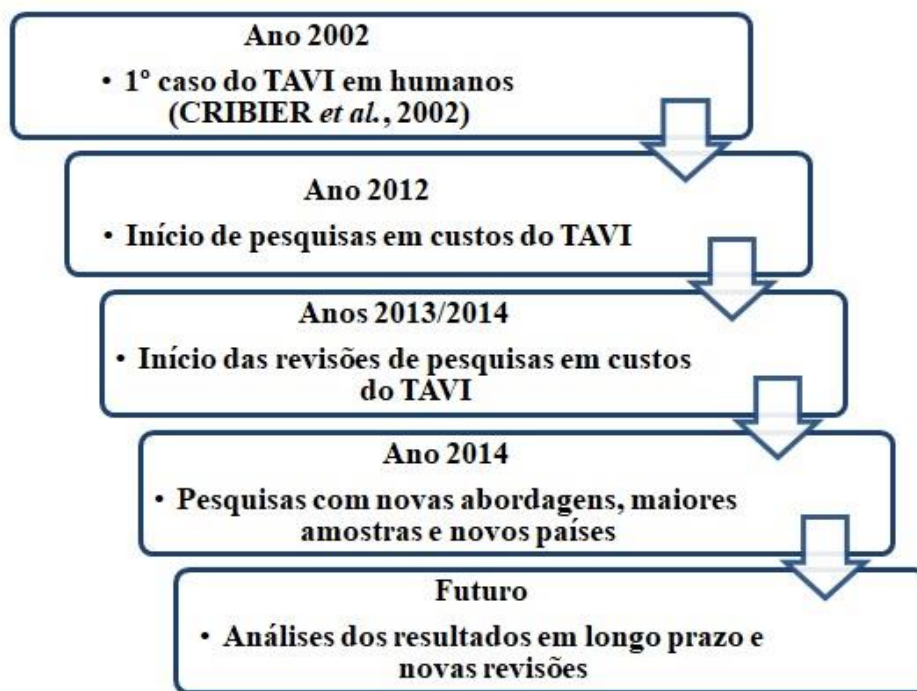 Ano 2002
• 1º caso do TAVI em humanos
(CRIBIER et al., 2002)
Ano 2012
• Início de pesquisas em custos do TAVI
Anos 2013/2014
• Início das revisões de pesquisas em custos
do TAVI
Ano 2014
• Pesquisas com novas abordagens, maiores
amostras e novos países
Futuro
• Análises dos resultados em longo prazo e
novas revisões